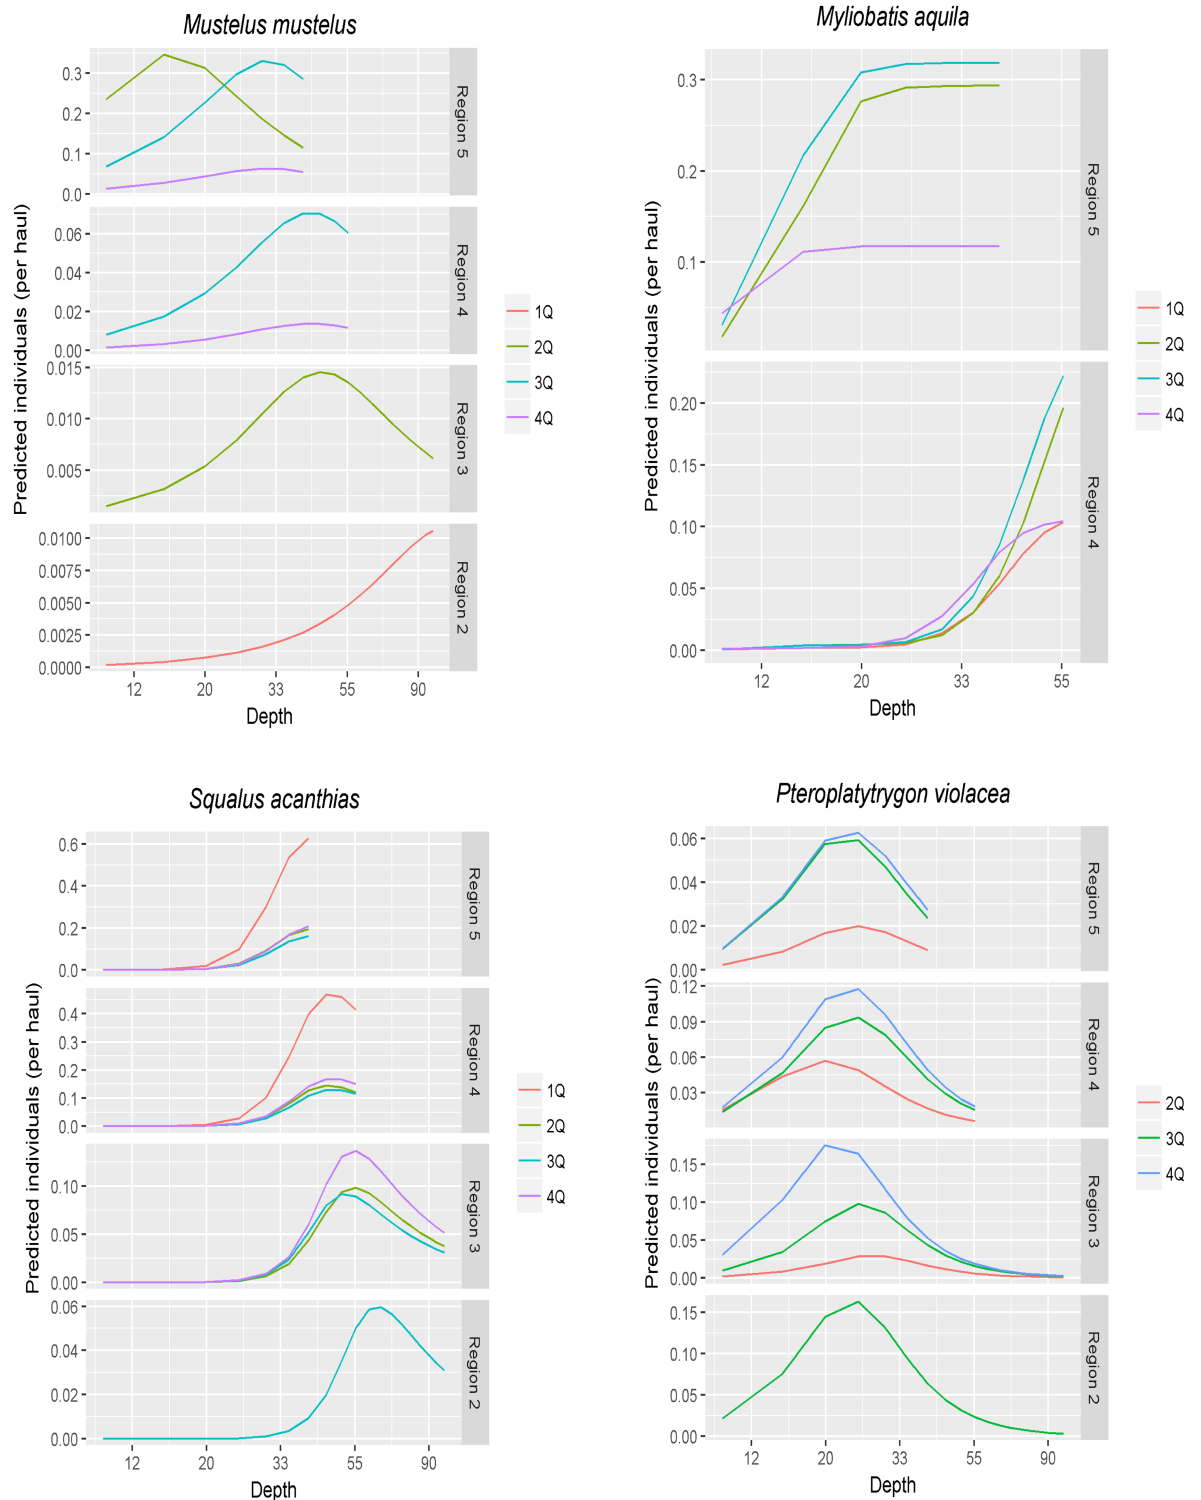 Mustelus mustelus
Predicted individuals (per haul)
0.3
0.2
0.1
0.0
Region 5
0.06
0.04
0.02
0.00
Region 4
0.015
0.010
0.005
Region 3
0.0100
0.0075
0.0050
0.0025
0.0000
Region 2
12 20 33 55 90
Depth
1Q
2Q
3Q
4Q
Myliobatis aquila
Predicted individuals (per haul)
0.3
0.2
0.1
Region 5
0.20
0.15
0.10
0.05
0.00
Region 4
12 20 33 55
Depth
1Q
2Q
3Q
4Q
Squalus acanthias
Predicted individuals (per haul)
0.6
0.4
0.2
0.0
Region 5
0.4
0.3
0.2
0.1
0.0
Region 4
0.10
0.05
0.00
Region 3
0.06
0.04
0.02
0.00
Region 2
12 20 33 55 90
Depth
1Q
2Q
3Q
4Q
Pteroplatytrygon violacea
Predicted individuals (per haul)
0.06
0.04
0.02
0.00
Region 5
0.12
0.09
0.06
0.03
Region 4
0.15
0.10
0.05
0.00
Region 3
0.15
0.10
0.05
0.00
Region 2
12 20 33 55 90
Depth
2Q
3Q
4Q